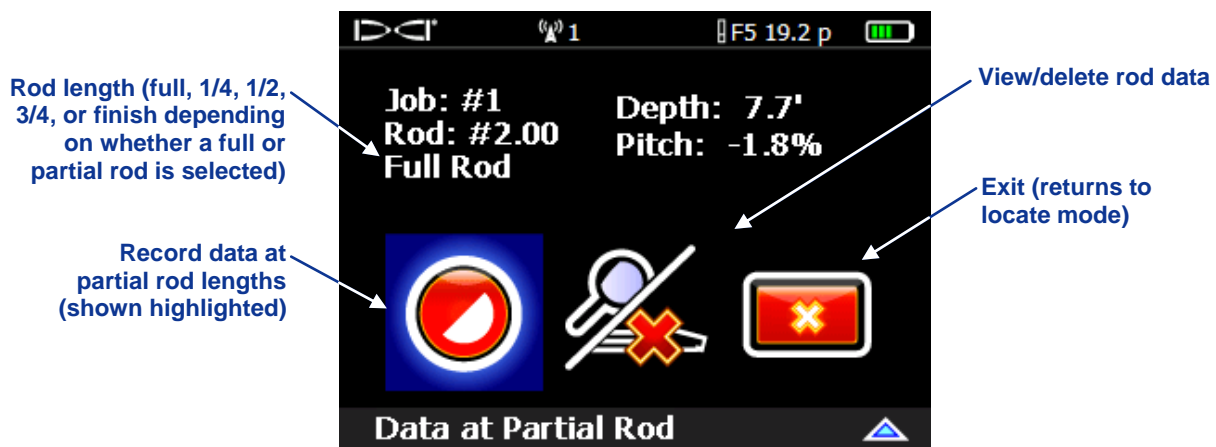 DCI 1 F5 19.2 p
Rod length (full, 1/4, 1/2,
3/4, or finish depending
on whether a full or
partial rod is selected)
Job: #1
Rod: #2.00
Full Rod
Depth: 7.7'
Pitch: -1.8%
View/delete rod data
Exit (returns to
locate mode)
Record data at
partial rod lengths
(shown highlighted)
Data at Partial Rod